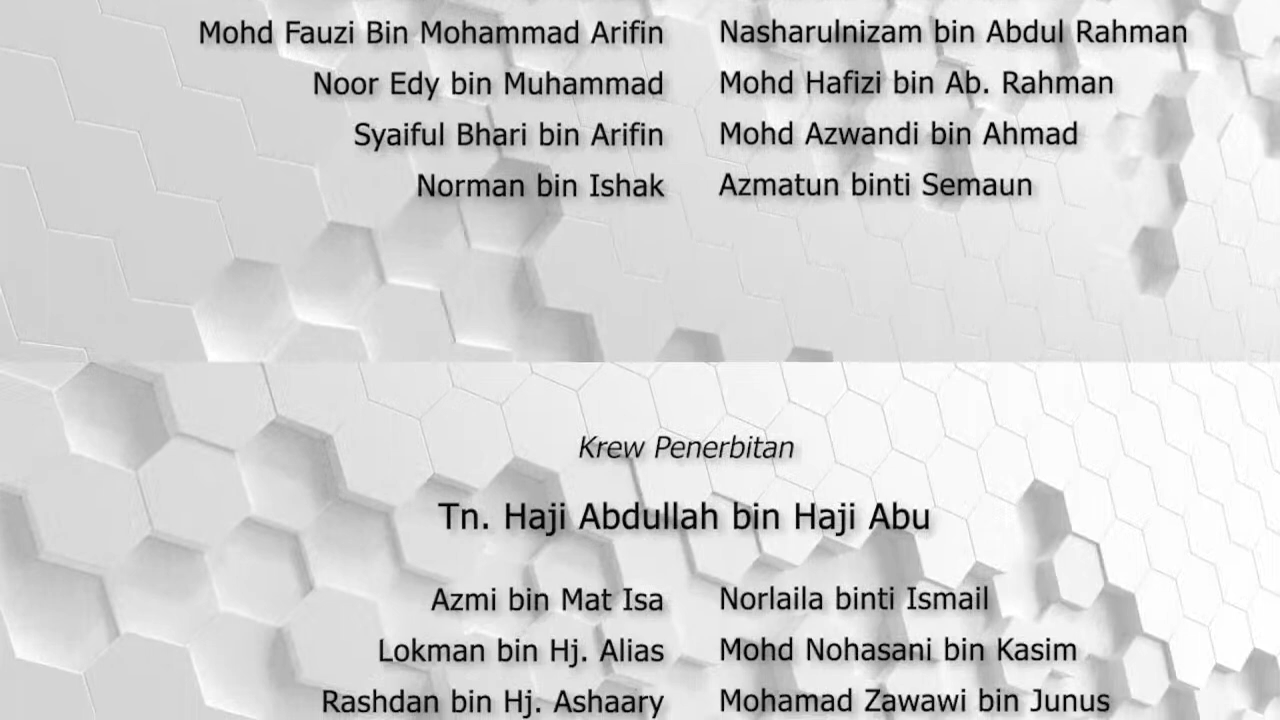 Mohd Fauzi Bin Mohammad Arifin Nasharulnizam bin Abdul Rahman
Noor Edy bin Muhammad Mohd Hafizi bin Ab. Rahman
Syaiful Bhari bin Arifin Mohd Azwandi bin Ahmad
Norman bin Ishak Azmatun binti Semaun
Krew Penerbitan
Tn. Haji Abdullah bin Haji Abu
Azmi bin Mat Isa Norlaila binti Ismail
Lokman bin Hj. Alias Mohd Nohasani bin Kasim
Rashdan bin Hj. Ashaary Mohamad Zawawi bin Junus